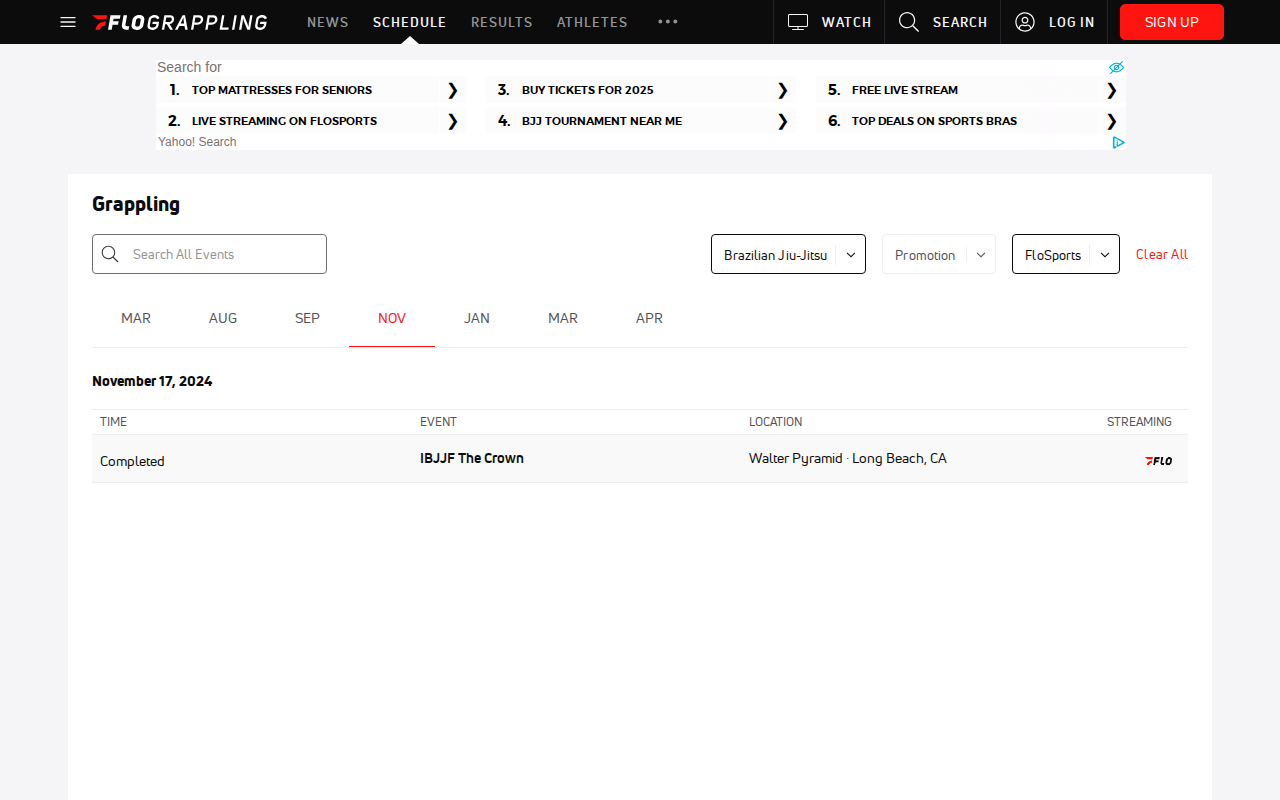 FLOGRAPPLING NEWS SCHEDULE RESULTS ATHLETES WATCH SEARCH LOG IN SIGN UP
Search for
1. TOP MATTRESSES FOR SENIORS ❯ 3. BUY TICKETS FOR 2025 ❯ 5. FREE LIVE STREAM ❯
2. LIVE STREAMING ON FLOSPORTS ❯ 4. BJJ TOURNAMENT NEAR ME ❯ 6. TOP DEALS ON SPORTS BRAS ❯
Yahoo! Search
Grappling
Search All Events Brazilian Jiu-Jitsu Promotion FloSports Clear All
MAR AUG SEP NOV JAN MAR APR
November 17, 2024
TIME EVENT LOCATION STREAMING
Completed IBJJF The Crown Walter Pyramid · Long Beach, CA FLO